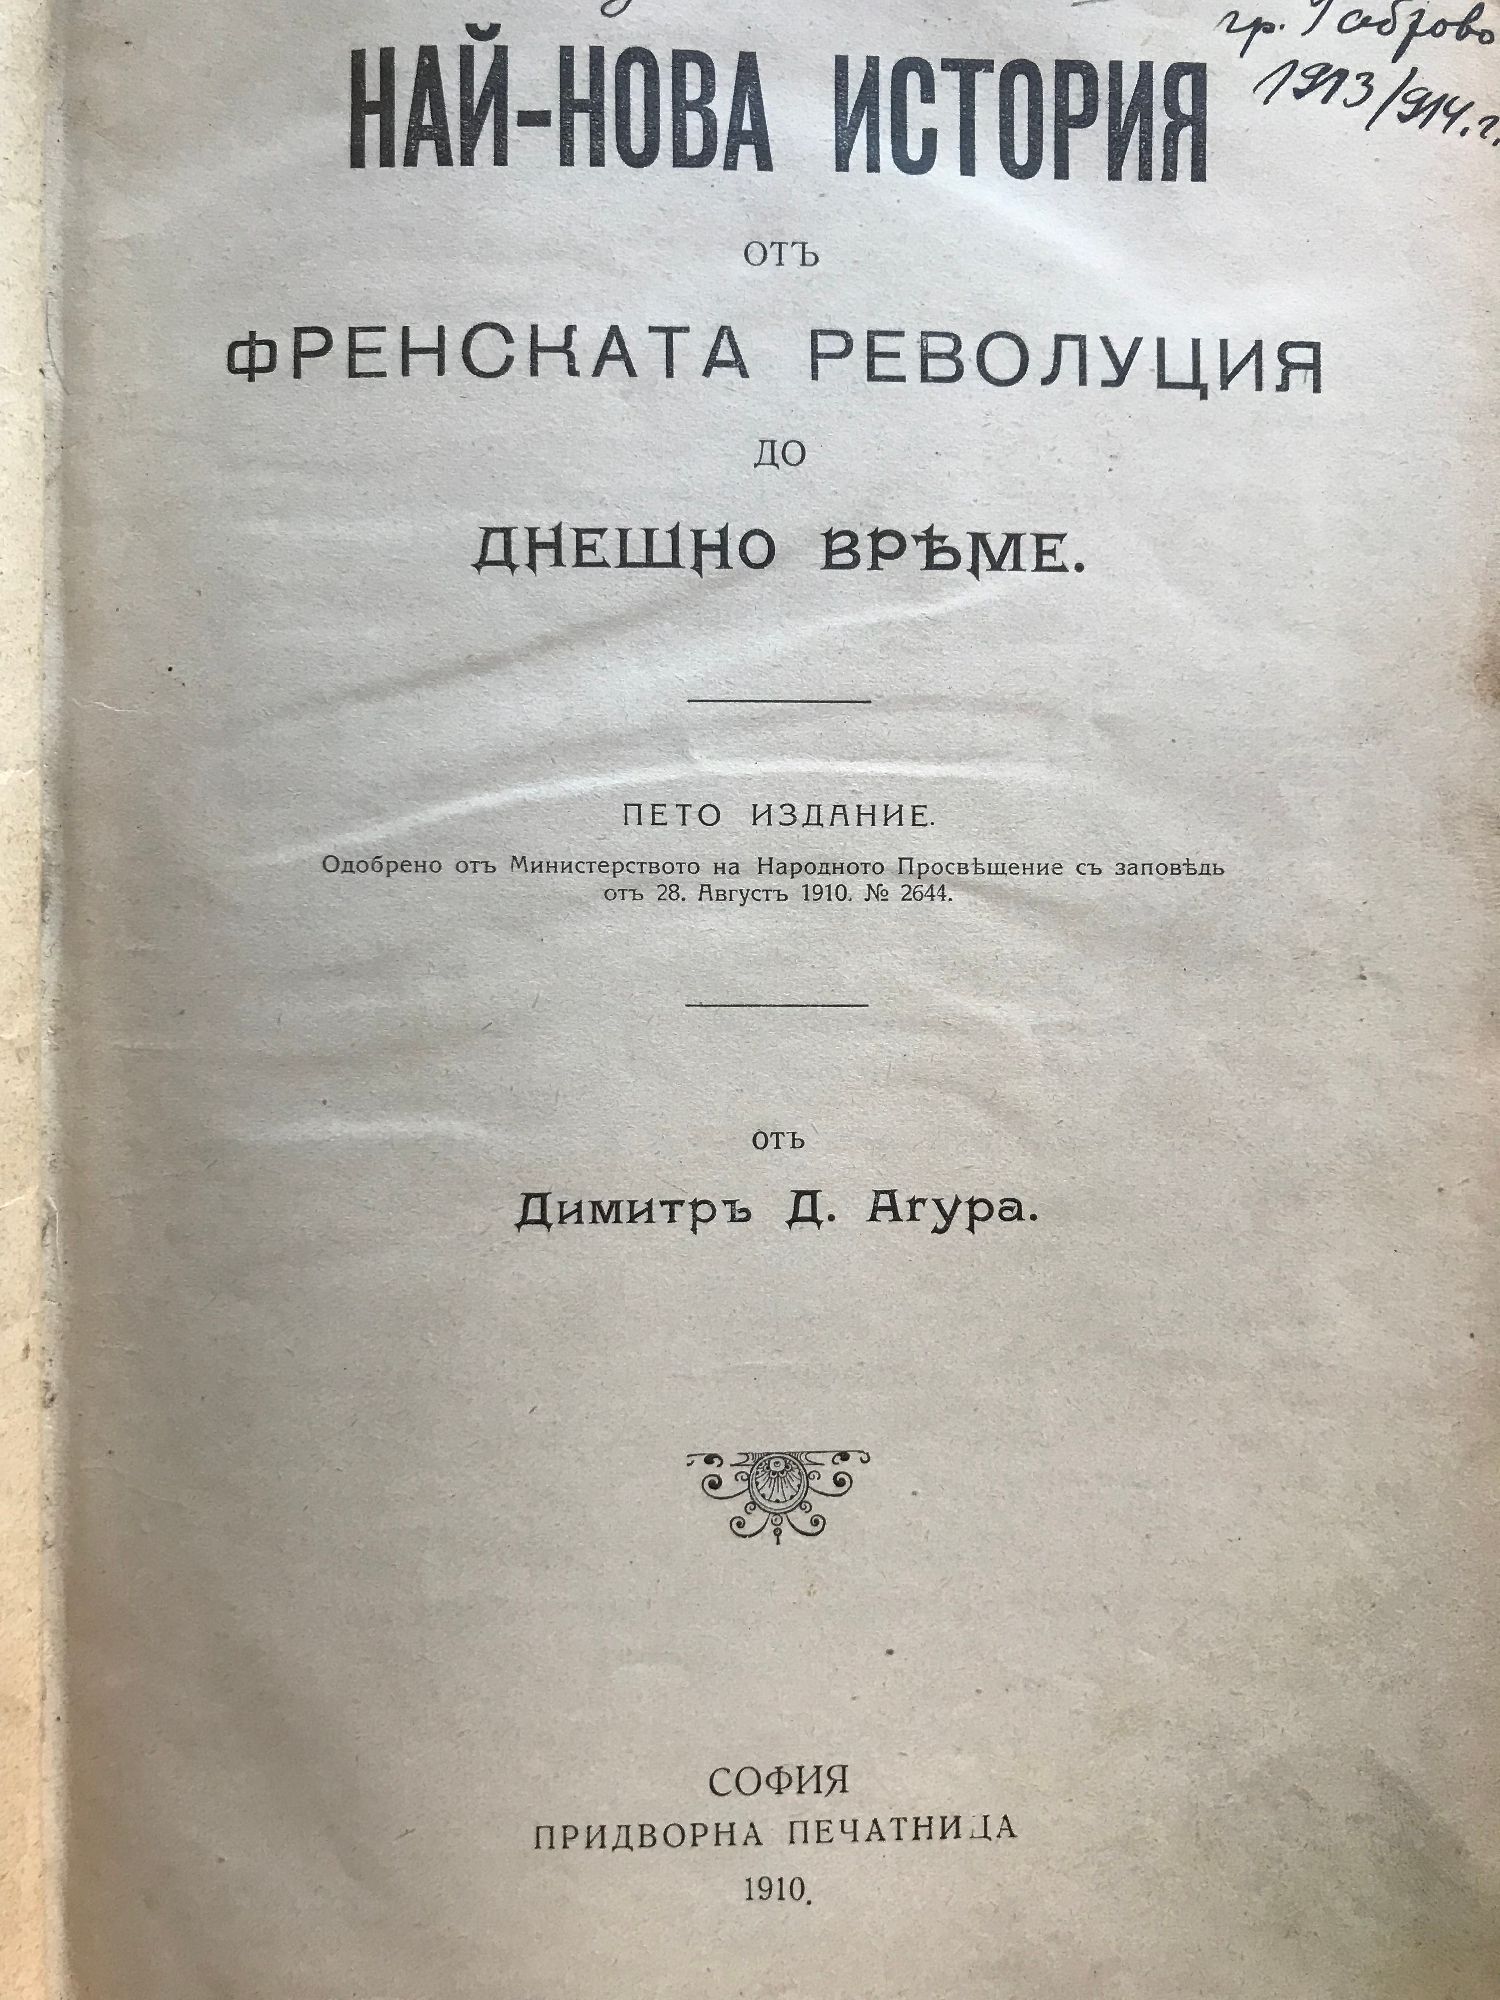 гр. Габрово
1913/914.г.
НАЙ-НОВА ИСТОРИЯ
ОТЪ
ФРЕНСКАТА РЕВОЛУЦИЯ
ДО
ДНЕШНО ВРѢМЕ.
ПЕТО ИЗДАНИЕ.
Одобрено отъ Министерството на Народното Просвѣщение съ заповѣдь
отъ 28. Августъ 1910. № 2644.
отъ
Димитръ Д. Агура.
СОФИЯ
ПРИДВОРНА ПЕЧАТНИЦА
1910.